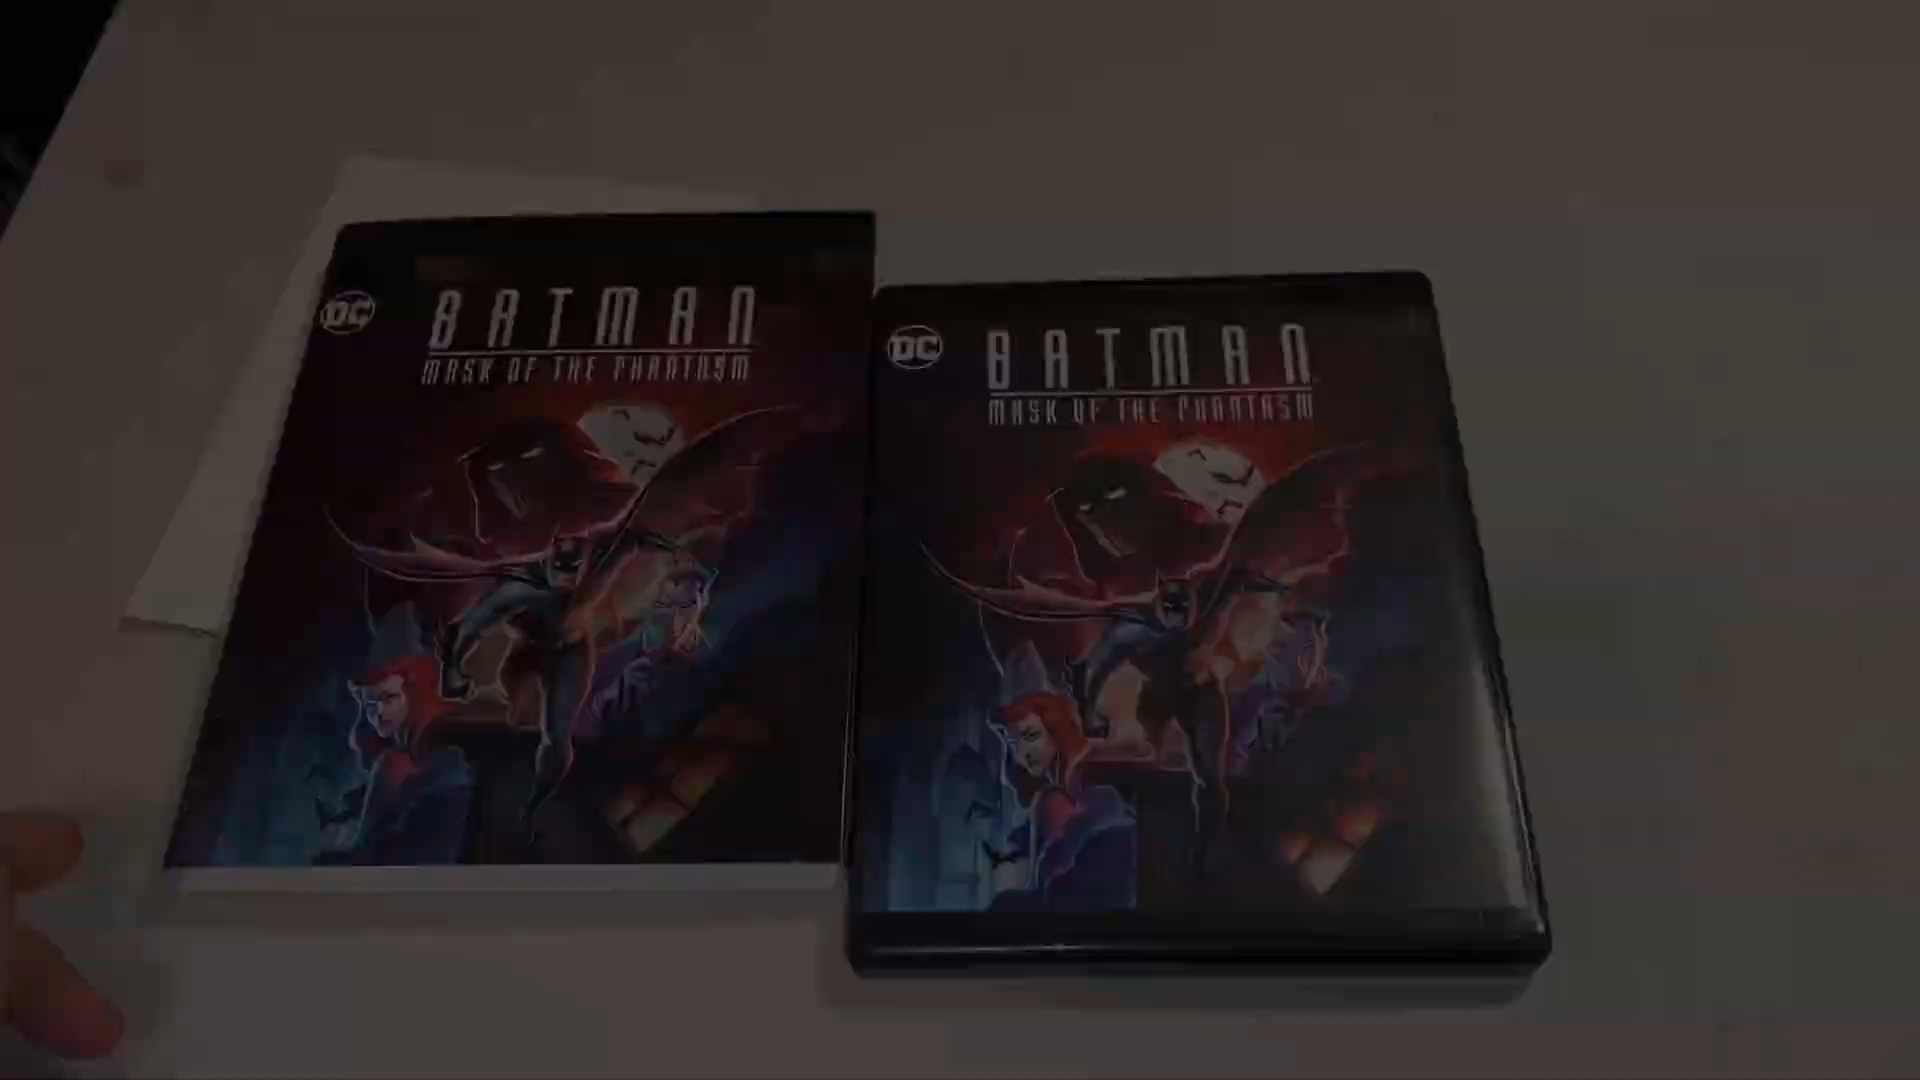 DC
BATMAN
MASK OF THE PHANTASM
DC
BATMAN
MASK OF THE PHANTASM